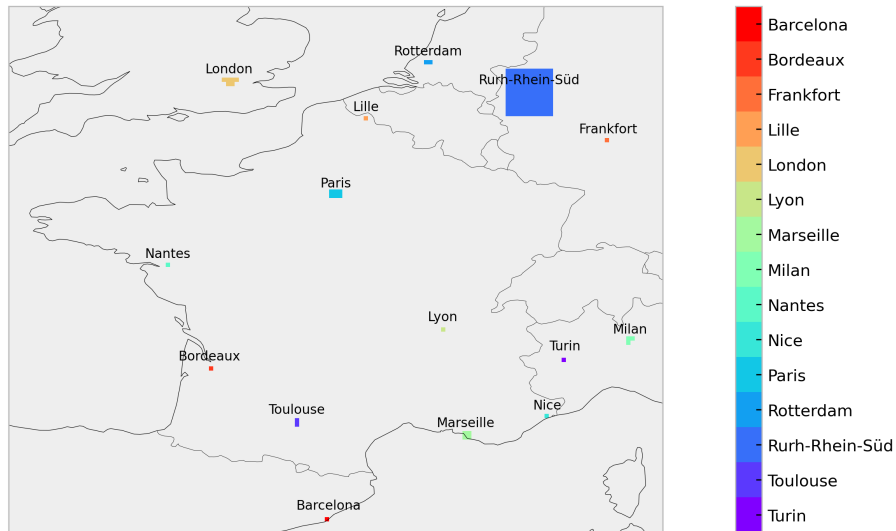 Rotterdam
London
Rurh-Rhein-Süd
Lille
Frankfort
Paris
Nantes
Lyon
Milan
Turin
Bordeaux
Nice
Toulouse
Marseille
Barcelona
Barcelona
Bordeaux
Frankfort
Lille
London
Lyon
Marseille
Milan
Nantes
Nice
Paris
Rotterdam
Rurh-Rhein-Süd
Toulouse
Turin